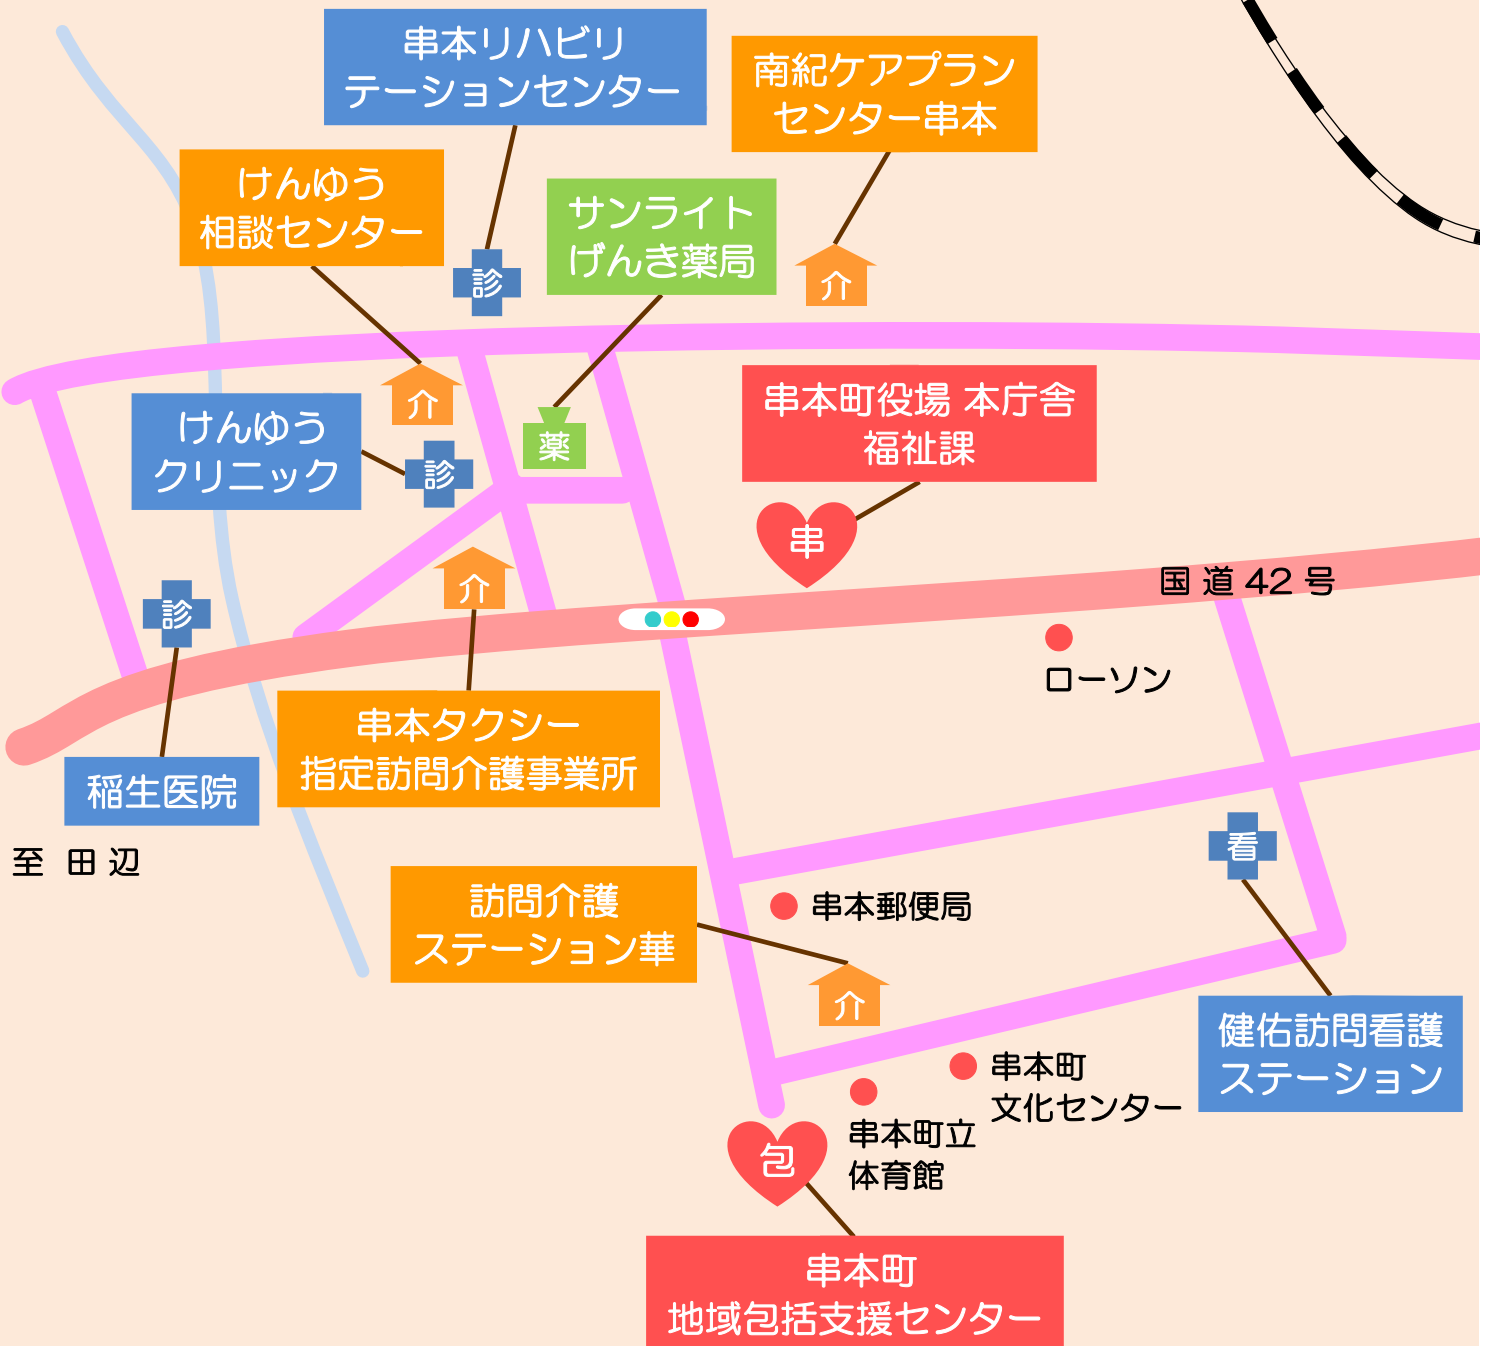 串本リハビリ
テーションセンター
南紀ケアプラン
センター串本
けんゆう
相談センター
サンライト
げんき薬局
診
介
介
薬
串本町役場 本庁舎
福祉課
けんゆう
クリニック
診
串
国道42号
介
診
ローソン
串本タクシー
指定訪問介護事業所
稲生医院
至 田辺
看
訪問介護
ステーション華
串本郵便局
介
健佑訪問看護
ステーション
串本町
文化センター
串本町立
体育館
包
串本町
地域包括支援センター